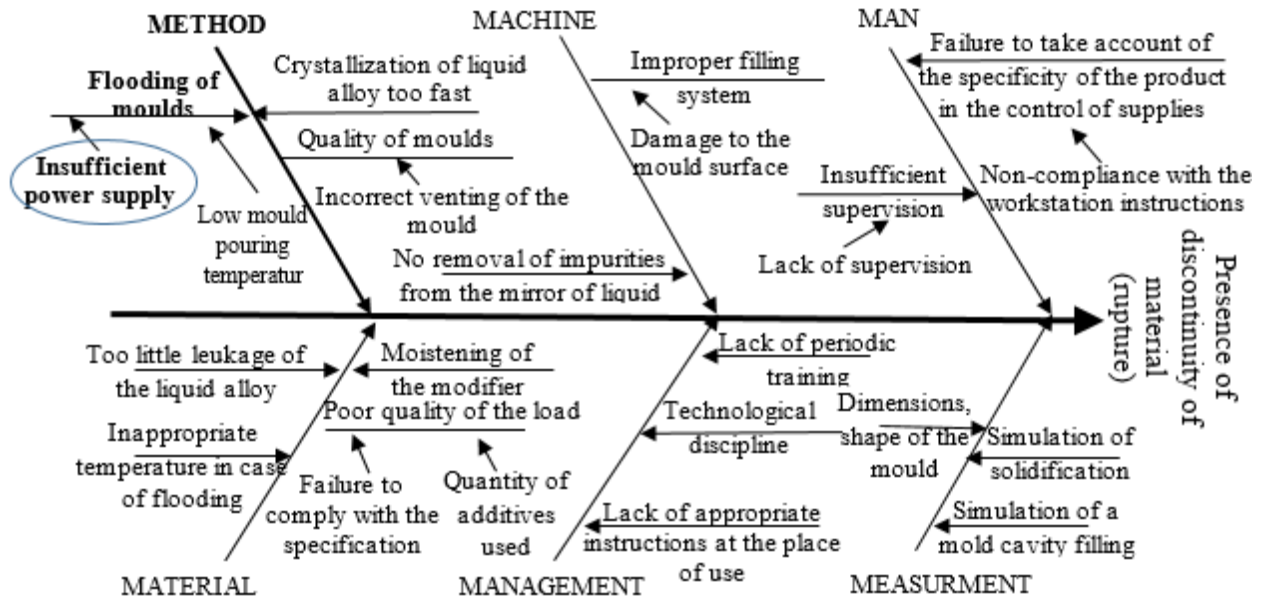 METHOD
Flooding of
moulds
Insufficient
power supply
Low mould
pouring
temperatur
Crystallization of liquid
alloy too fast
Quality of moulds
Incorrect venting of the
mould
MACHINE
Improper filling
system
Damage to the
mould surface
No removal of impurities
from the mirror of liquid
MAN
Failure to take account of
the specificity of the product
in the control of supplies
Non-compliance with the
workstation instructions
Insufficient
supervision
Lack of supervision
Presence of
discontinuity of
material
(rupture)
Too little leukage of
the liquid alloy
Moistening of
the modifier
Poor quality of the load
Inappropriate
temperature in case
of flooding
Failure to
comply with the
specification
Quantity of
additives
used
MATERIAL
Lack of periodic
training
Technological
discipline
Lack of appropriate
instructions at the place
of use
MANAGEMENT
Dimensions,
shape of the
mould
Simulation of
solidification
Simulation of a
mold cavity filling
MEASURMENT